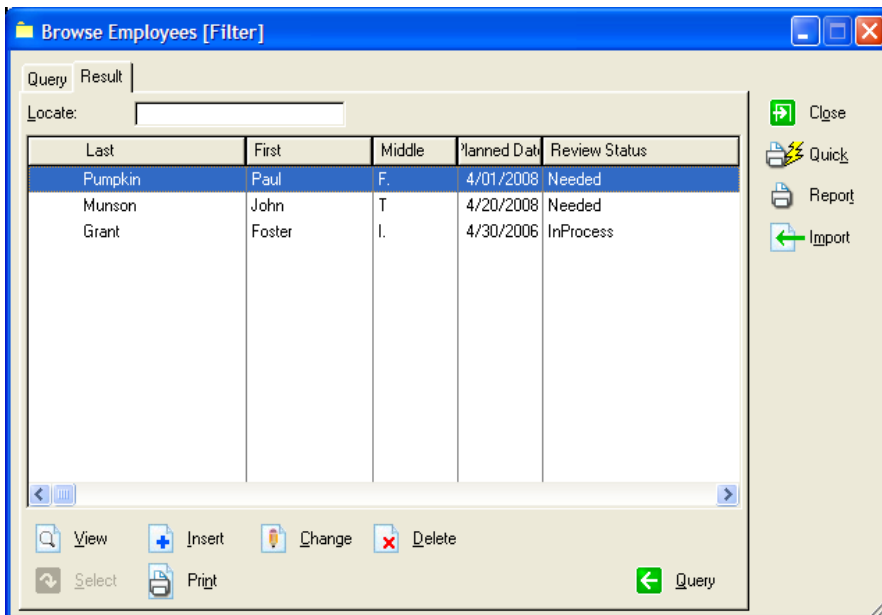 Browse Employees [Filter]
Query Result
Locate:
Close
Quick
Report
Import
Last First Middle Planned Date Review Status
Pumpkin Paul F. 4/01/2008 Needed
Munson John T 4/20/2008 Needed
Grant Foster I. 4/30/2006 InProcess
View Insert Change Delete
Select Print Query